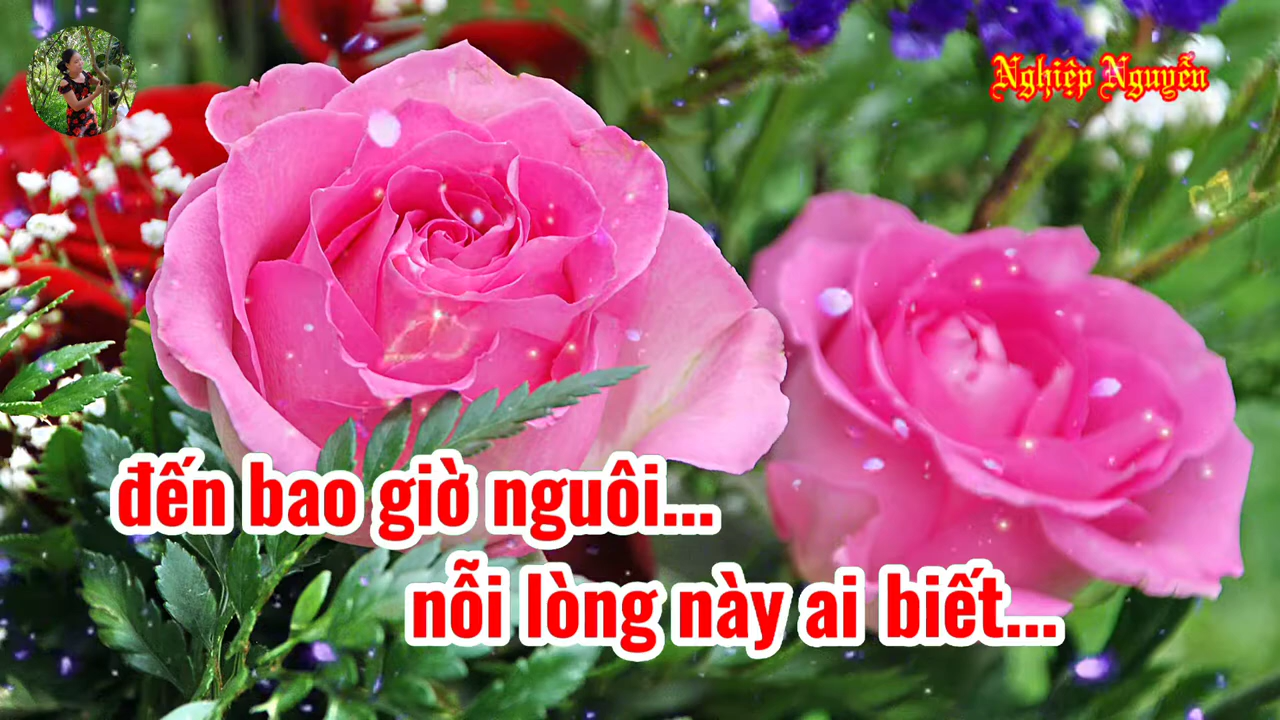 Nghiệp Nguyễn
đến bao giờ nguôi...
nỗi lòng này ai biết...